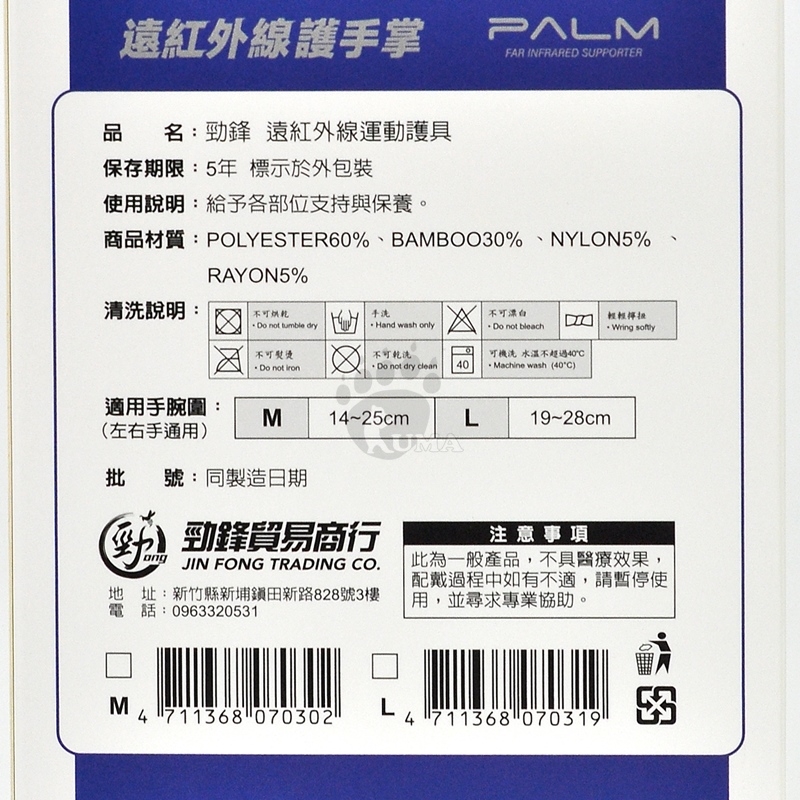 遠紅外線護手掌
PALM
FAR INFRARED SUPPORTER
品 名：勁鋒 遠紅外線運動護具
保存期限：5年 標示於外包裝
使用說明：給予各部位支持與保養。
商品材質：POLYESTER60%、BAMBOO30% 、NYLON5% 、
RAYON5%
清洗說明：
不可烘乾
• Do not tumble dry
手洗
• Hand wash only
不可漂白
• Do not bleach
輕輕擰扭
• Wring softly
不可熨燙
• Do not iron
不可乾洗
• Do not dry clean
40
可機洗 水溫不超過40°C
• Machine wash (40°C)
適用手腕圍：
(左右手通用)
M 14~25cm L 19~28cm
KUMA
批 號：同製造日期
勁ong
勁鋒貿易商行
JIN FONG TRADING CO.
地 址：新竹縣新埔鎮田新路828號3樓
電 話：0963320531
注意事項
此為一般產品，不具醫療效果，
配戴過程中如有不適，請暫停使
用，並尋求專業協助。
M 4 711368 070302
L 4 711368 070319